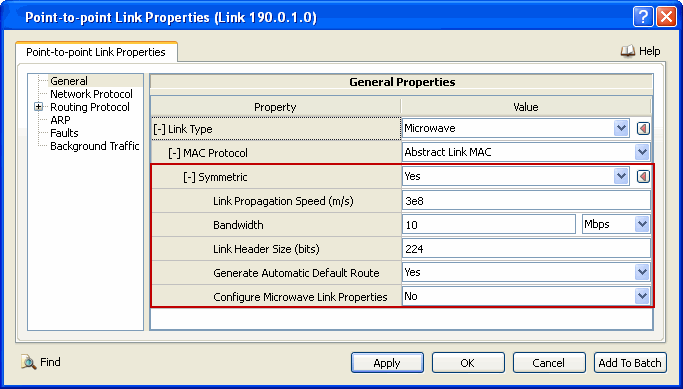 Point-to-point Link Properties (Link 190.0.1.0)
Point-to-point Link Properties
Help
General
Network Protocol
Routing Protocol
ARP
Faults
Background Traffic
General Properties
Property Value
[-] Link Type Microwave
[-] MAC Protocol Abstract Link MAC
[-] Symmetric Yes
Link Propagation Speed (m/s) 3e8
Bandwidth 10 Mbps
Link Header Size (bits) 224
Generate Automatic Default Route Yes
Configure Microwave Link Properties No
Find Apply OK Cancel Add To Batch